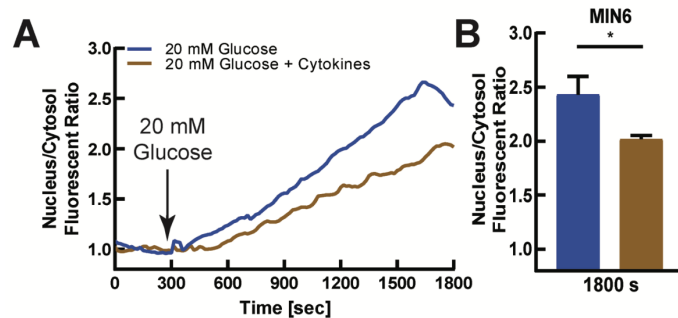 A
20 mM Glucose
20 mM Glucose + Cytokines
Nucleus/Cytosol
Fluorescent Ratio
3.0
2.5
2.0
1.5
1.0
20 mM
Glucose
0 300 600 900 1200 1500 1800
Time [sec]
B
MIN6
*
Nucleus/Cytosol
Fluorescent Ratio
3.0
2.5
2.0
1.5
1.0
1800 s